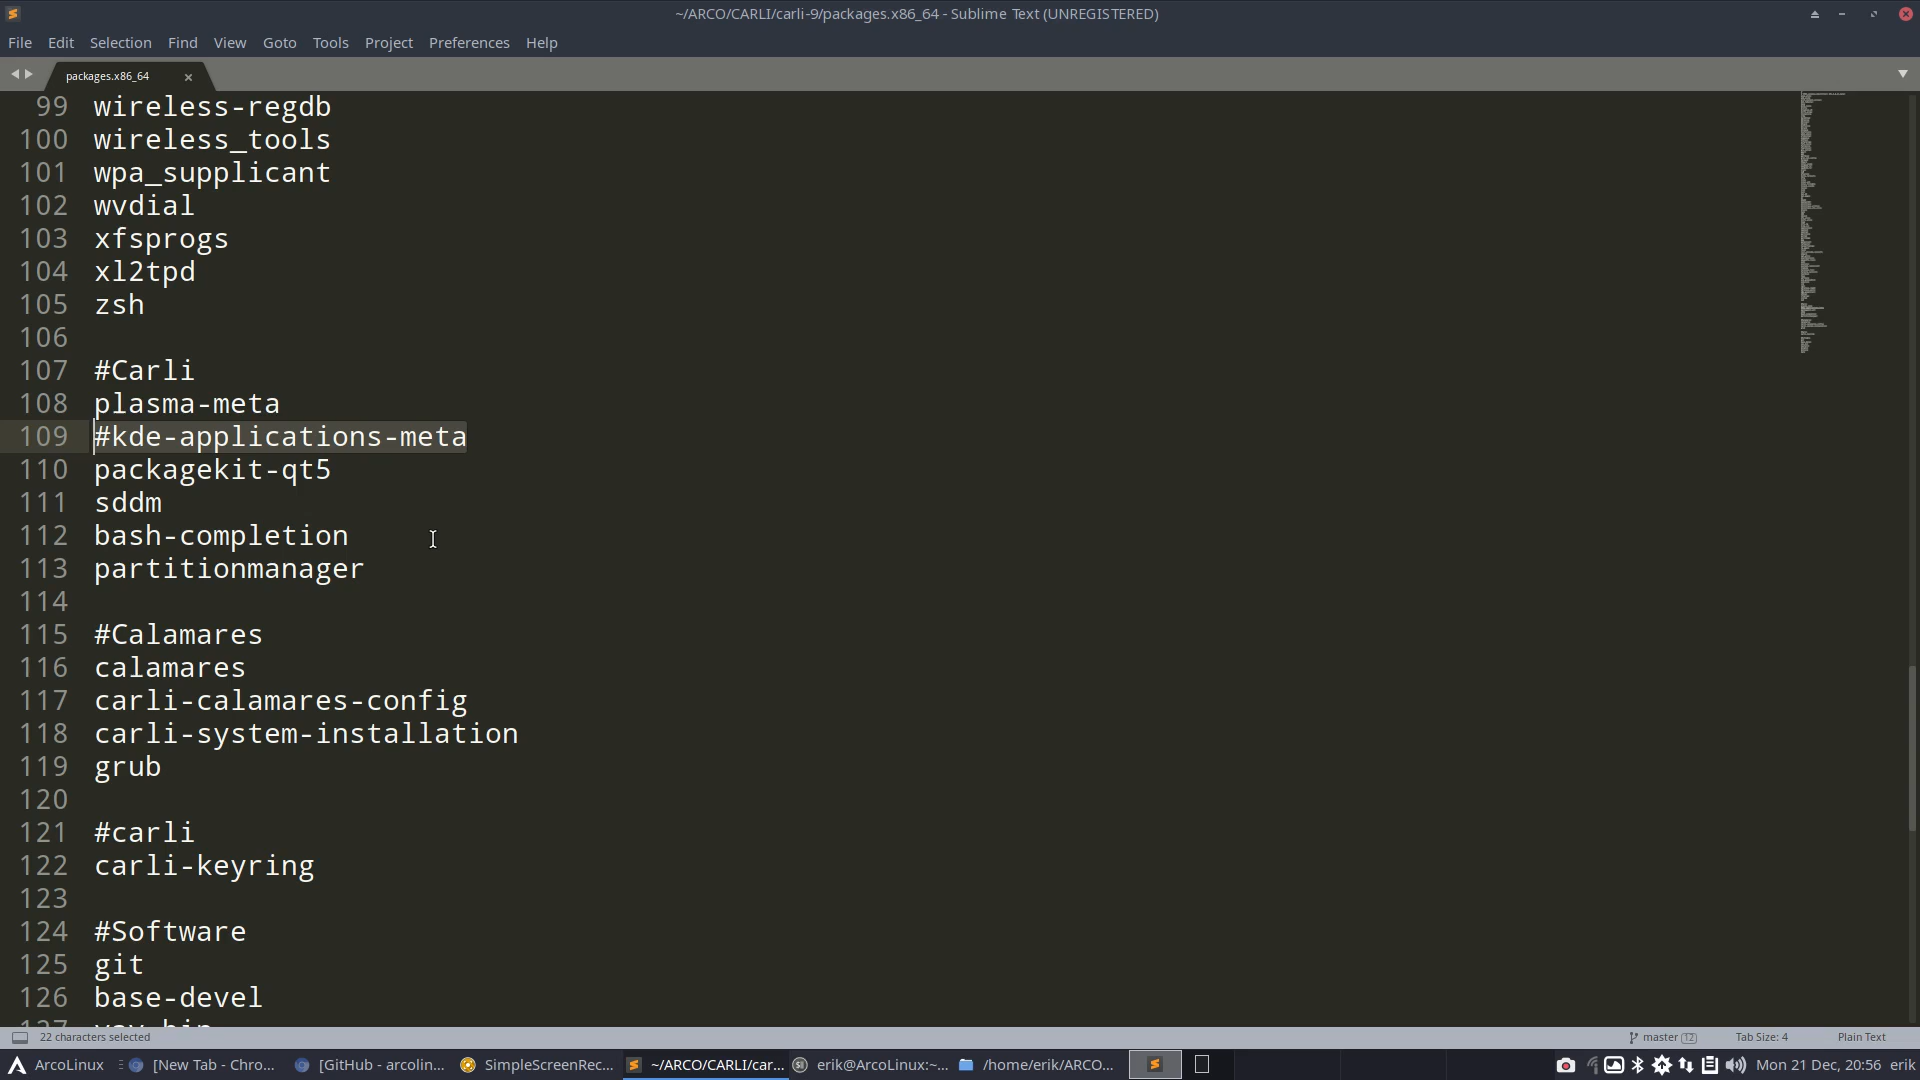 ~/ARCO/CARLI/carli-9/packages.x86_64 - Sublime Text (UNREGISTERED)
File Edit Selection Find View Goto Tools Project Preferences Help
packages.x86_64
99 wireless-regdb
100 wireless_tools
101 wpa_supplicant
102 wvdial
103 xfsprogs
104 xl2tpd
105 zsh
106
107 #Carli
108 plasma-meta
109 #kde-applications-meta
110 packagekit-qt5
111 sddm
112 bash-completion
113 partitionmanager
114
115 #Calamares
116 calamares
117 carli-calamares-config
118 carli-system-installation
119 grub
120
121 #carli
122 carli-keyring
123
124 #Software
125 git
126 base-devel
22 characters selected master 12 Tab Size: 4 Plain Text
ArcoLinux [New Tab - Chro... [GitHub - arcolin... SimpleScreenRec... ~/ARCO/CARLI/car... erik@ArcoLinux:~... /home/erik/ARCO... Mon 21 Dec, 20:56 erik